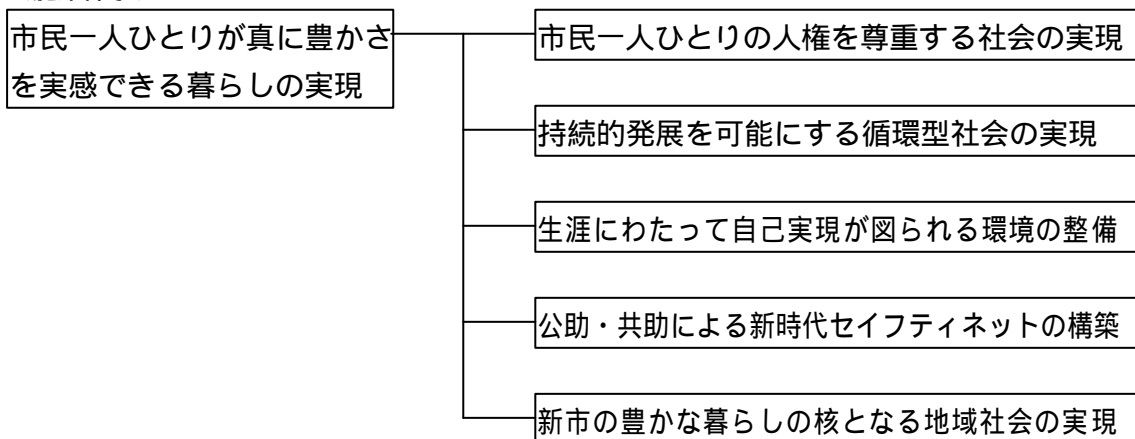 市民一人ひとりが真に豊かさ
を実感できる暮らしの実現
市民一人ひとりの人権を尊重する社会の実現
持続的発展を可能にする循環型社会の実現
生涯にわたって自己実現が図られる環境の整備
公助・共助による新時代セイフティネットの構築
新市の豊かな暮らしの核となる地域社会の実現